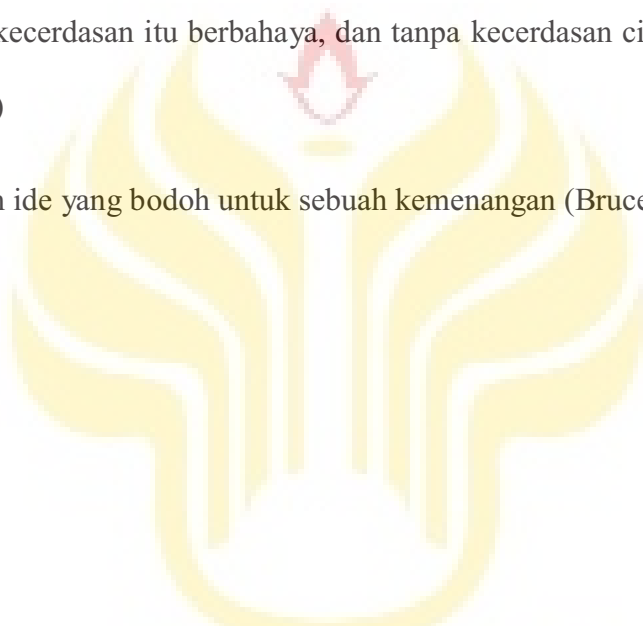 kecerdasan itu berbahaya, dan tanpa kecerdasan ci
)
ide yang bodoh untuk sebuah kemenangan (Bruce